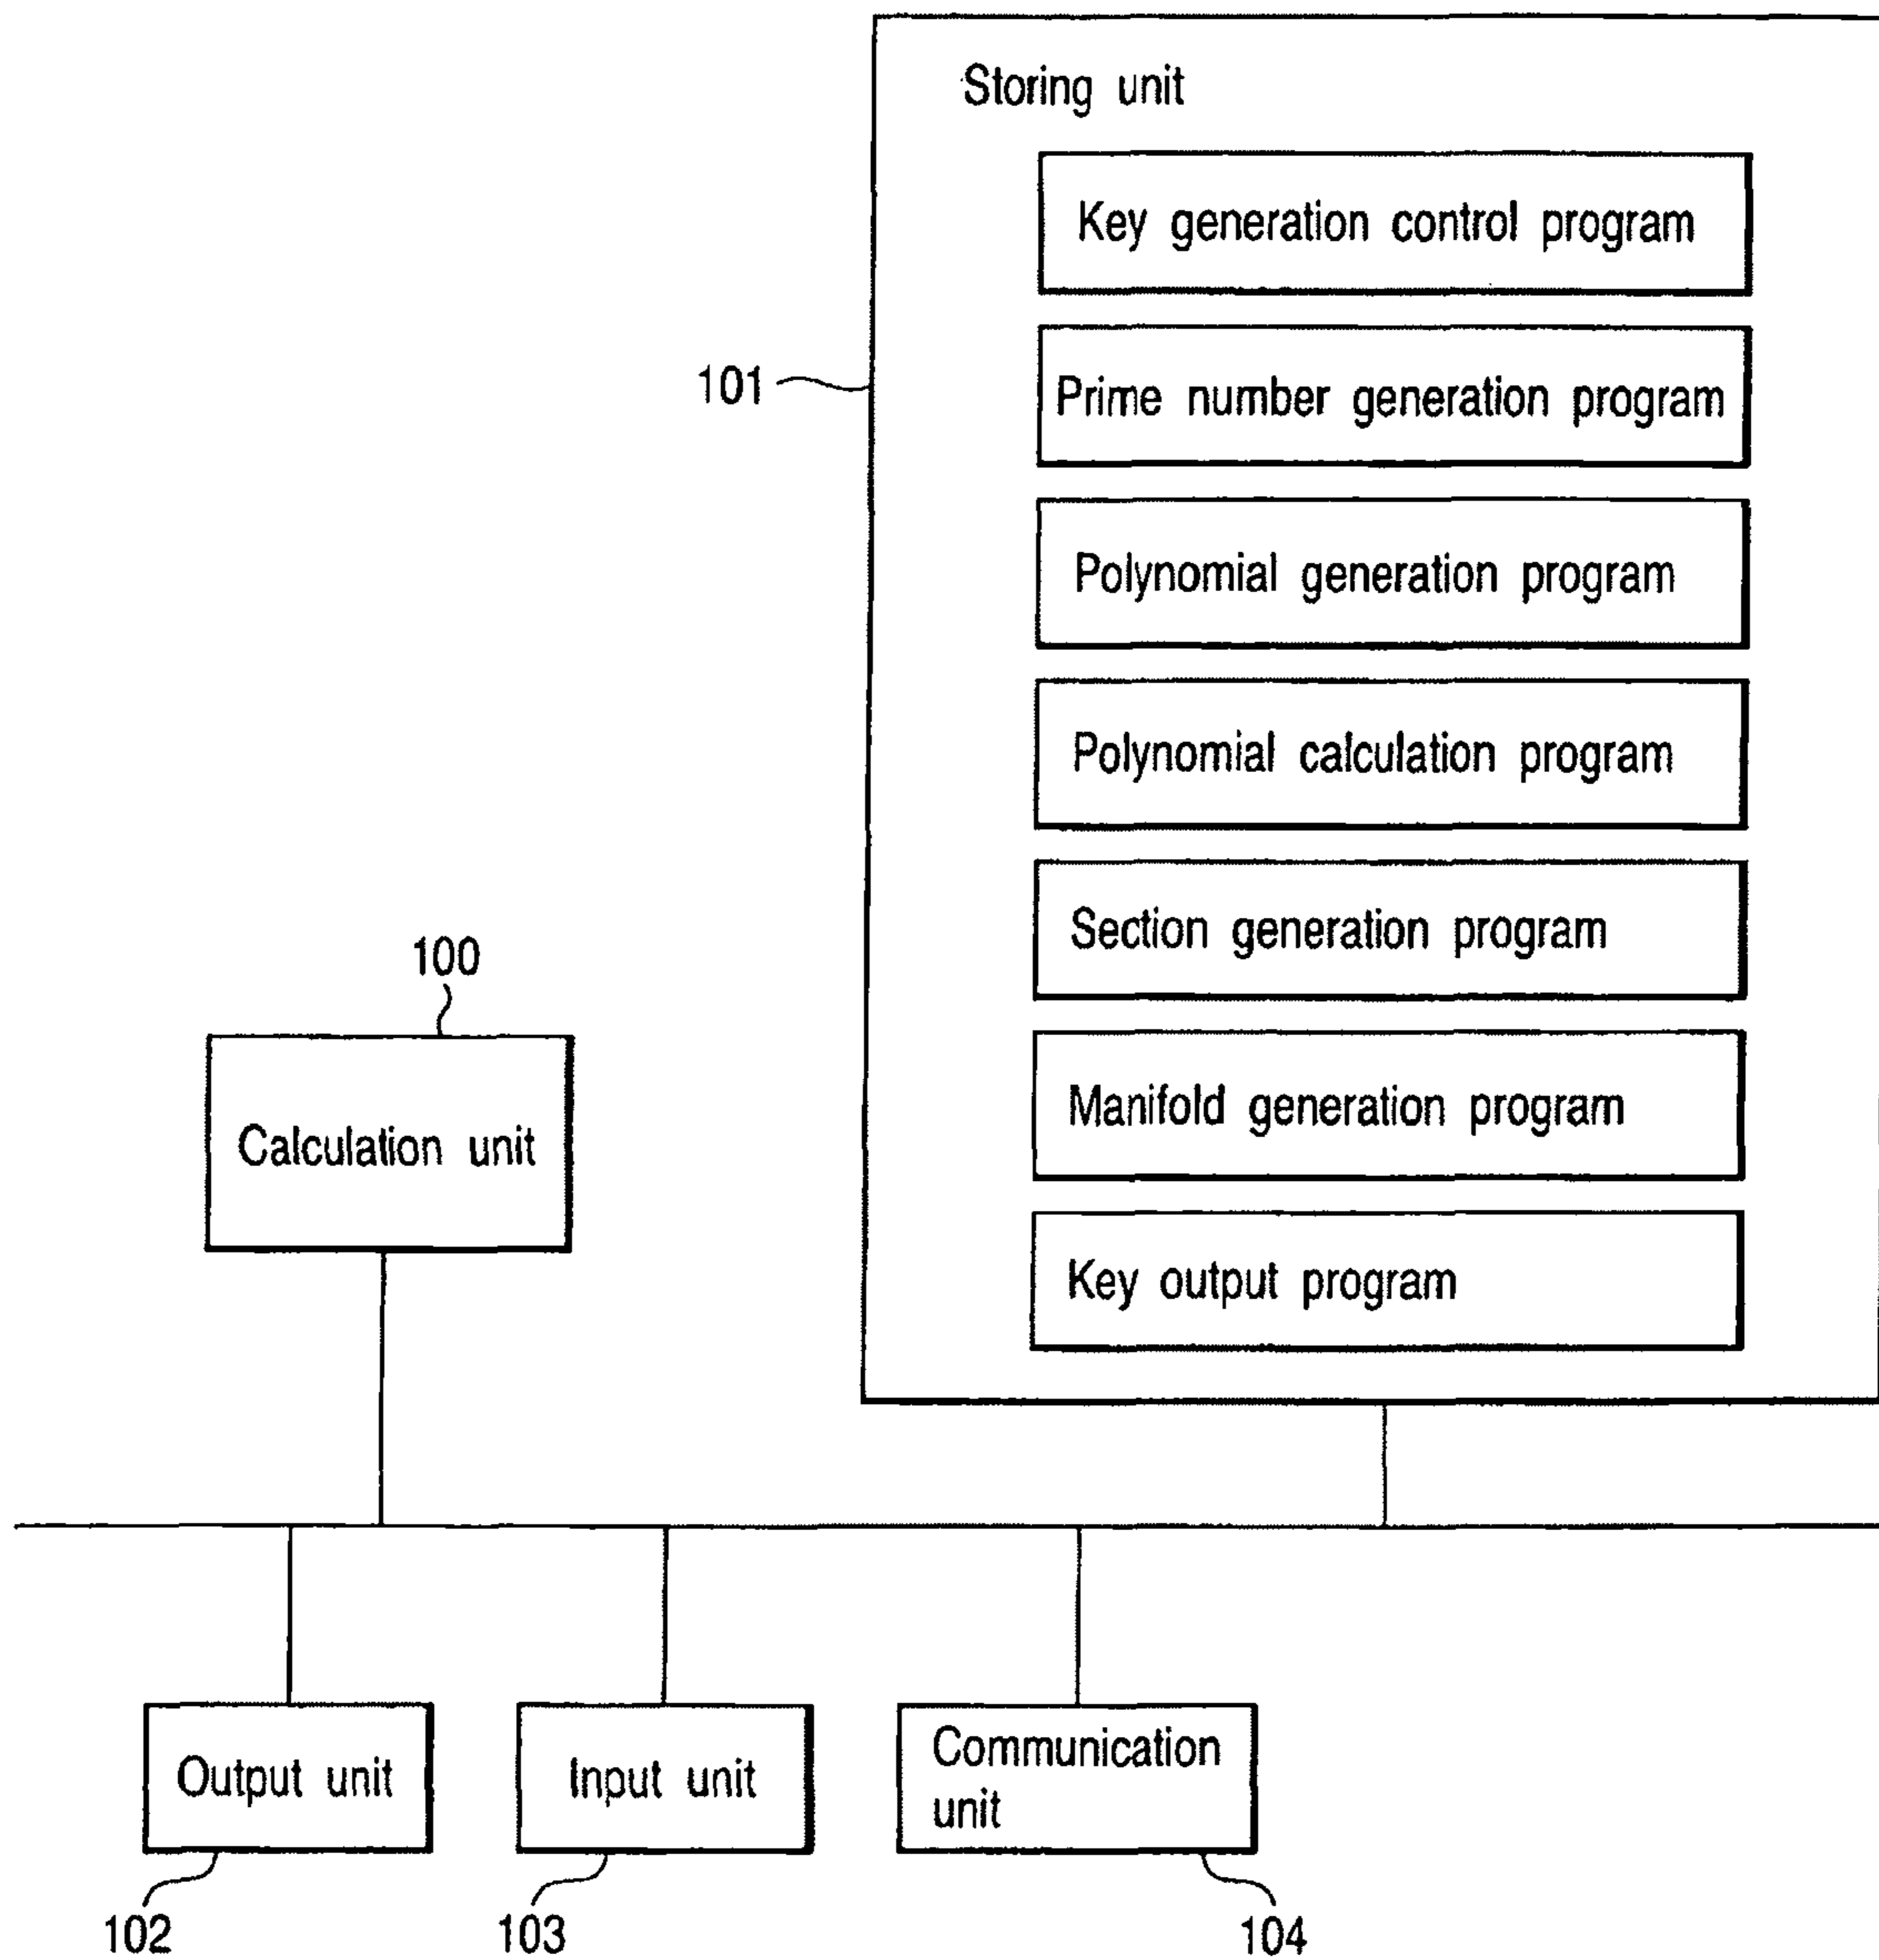 Storing unit
Key generation control program
101
Prime number generation program
Polynomial generation program
Polynomial calculation program
Section generation program
100
Calculation unit
Manifold generation program
Key output program
Output unit
Input unit
Communication
unit
102
103
104